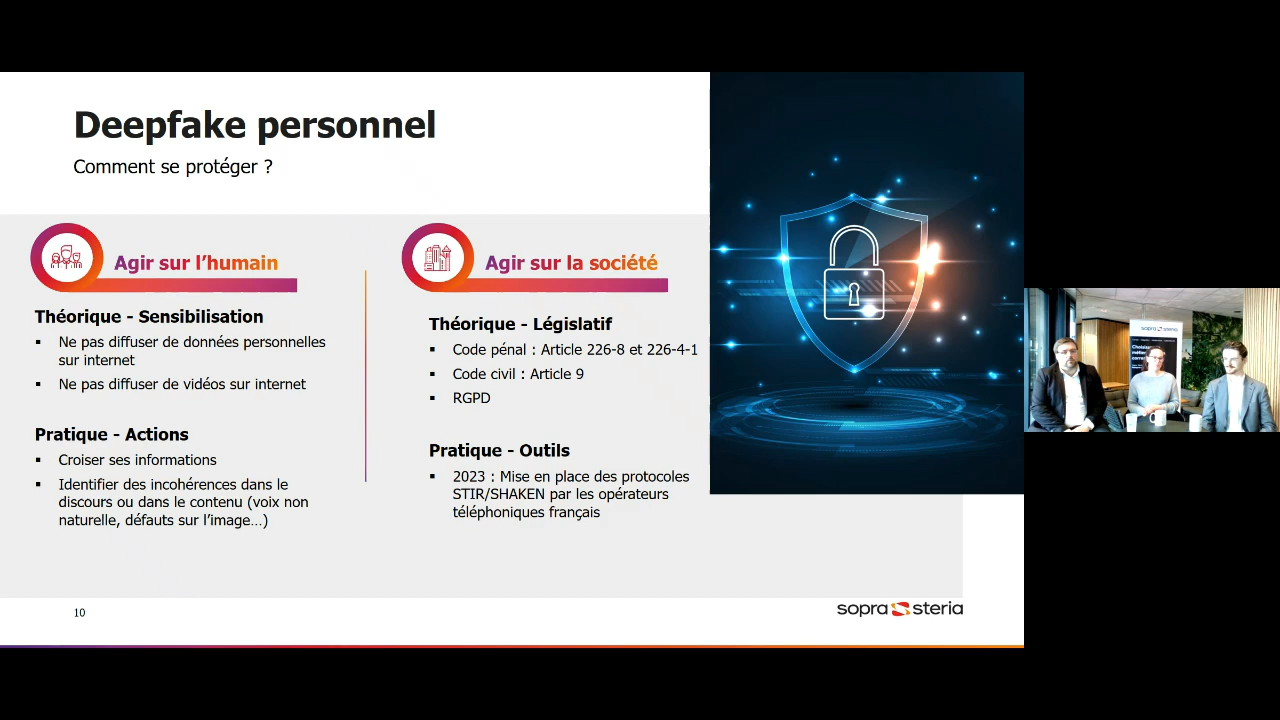 Deepfake personnel
Comment se protéger ?
Agir sur l'humain
Théorique - Sensibilisation
▪ Ne pas diffuser de données personnelles
sur internet
▪ Ne pas diffuser de vidéos sur internet
Pratique - Actions
▪ Croiser ses informations
▪ Identifier des incohérences dans le
discours ou dans le contenu (voix non
naturelle, défauts sur l'image…)
Agir sur la société
Théorique - Législatif
▪ Code pénal : Article 226-8 et 226-4-1
▪ Code civil : Article 9
▪ RGPD
Pratique - Outils
▪ 2023 : Mise en place des protocoles
STIR/SHAKEN par les opérateurs
téléphoniques français
10
sopra steria
sopra steria